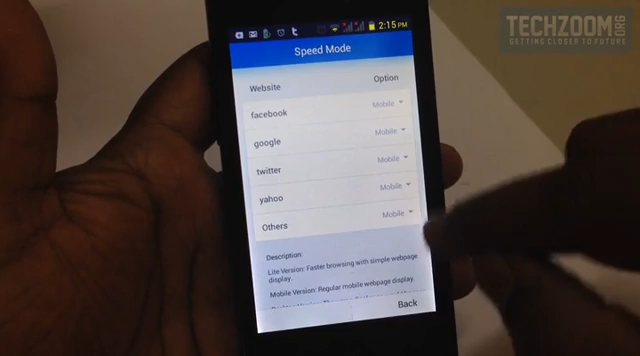 TECHZOOM.ORG
GETTING CLOSER TO FUTURE
2:15 PM
Speed Mode
Website Option
facebook Mobile
google Mobile
twitter Mobile
yahoo Mobile
Others Mobile
Description:
Lite Version: Faster browsing with simple webpage
display.
Mobile Version: Regular mobile webpage display.
Back